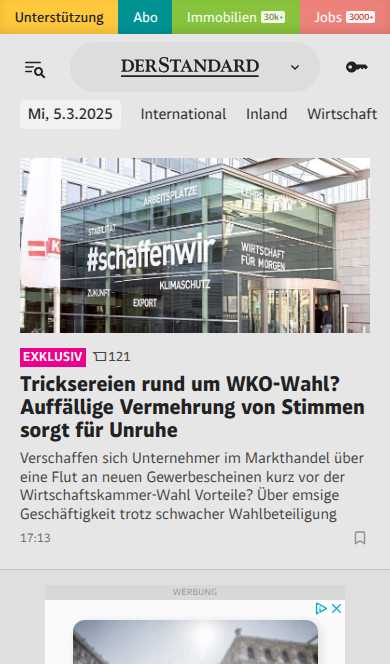 Unterstützung Abo Immobilien 30k+ Jobs 3000+
DERSTANDARD
Mi, 5.3.2025 International Inland Wirtschaft
ARBEITSPLÄTZE
STABILITÄT
#schaffenwir
WIRTSCHAFT
FÜR MORGEN
KLIMASCHUTZ
ZUKUNFT
EXPORT
EXKLUSIV 121
Tricksereien rund um WKO-Wahl?
Auffällige Vermehrung von Stimmen
sorgt für Unruhe
Verschaffen sich Unternehmer im Markthandel über
eine Flut an neuen Gewerbescheinen kurz vor der
Wirtschaftskammer-Wahl Vorteile? Über emsige
Geschäftigkeit trotz schwacher Wahlbeteiligung
17:13
WERBUNG